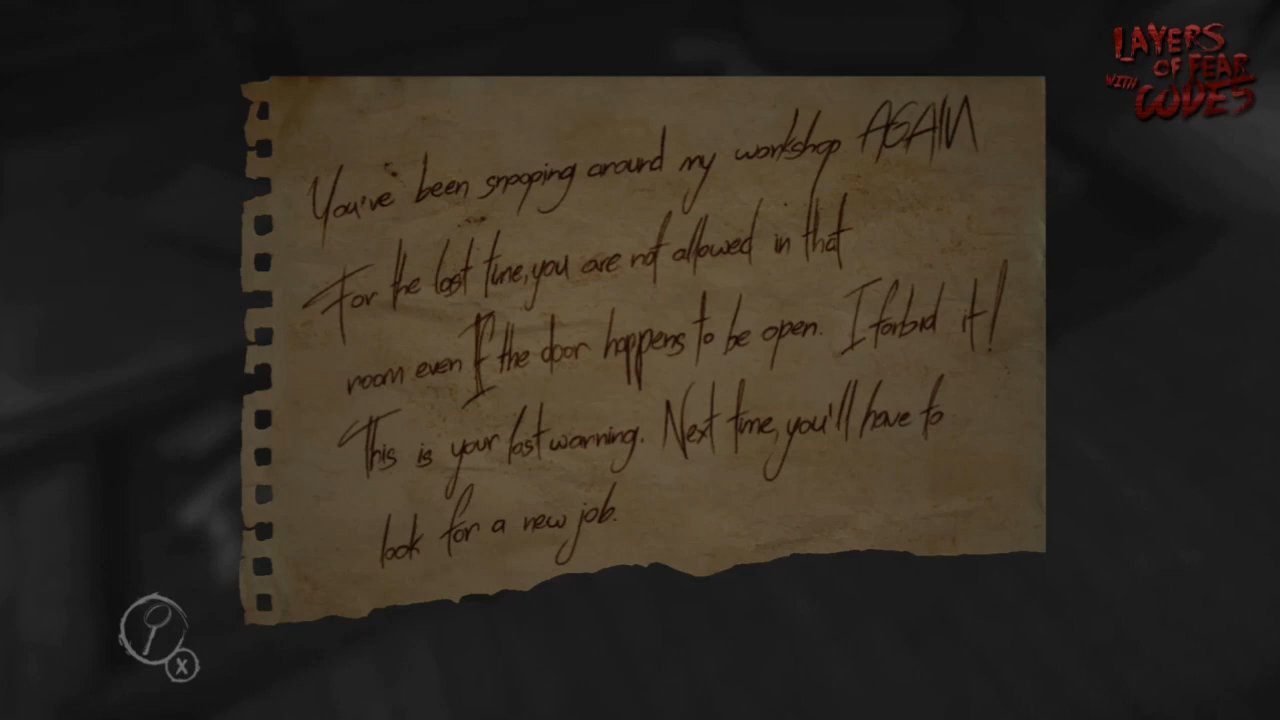 LAYERS
OF FEAR
WITH
CODES
You've been snooping around my workshop AGAIN
For the last time, you are not allowed in that
room even If the door happens to be open. I forbid it!
This is your last warning. Next time, you'll have to
look for a new job.
X